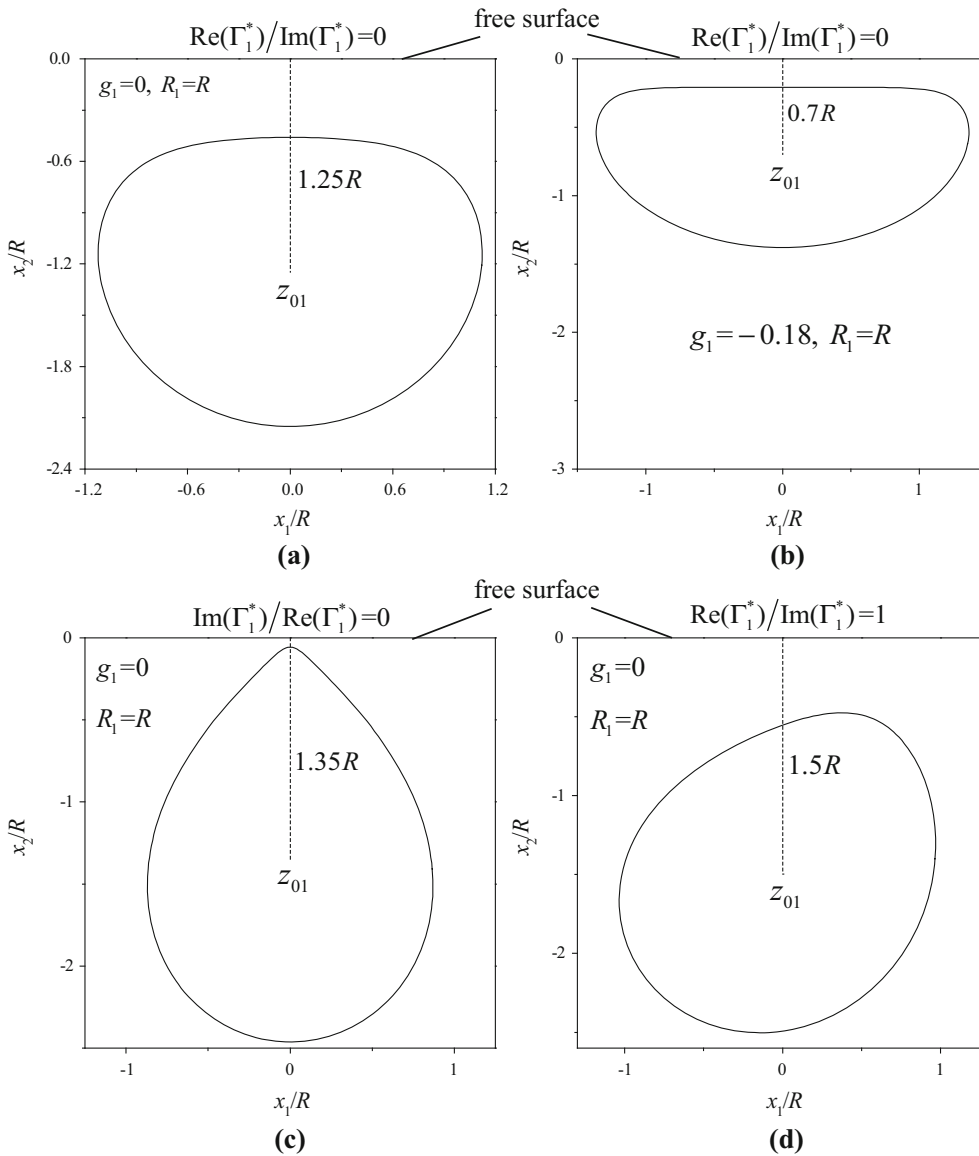 free surface
Re(Γ₁*)/Im(Γ₁*)=0
Re(Γ₁*)/Im(Γ₁*)=0
0.0
-0.6
-1.2
-1.8
-2.4
x₂/R
g₁=0, R₁=R
1.25R
z₀₁
-1.2
-0.6
0.0
0.6
1.2
x₁/R
(a)
0
-1
-2
-3
x₂/R
0.7R
z₀₁
g₁=−0.18, R₁=R
-1
0
1
x₁/R
(b)
free surface
Im(Γ₁*)/Re(Γ₁*)=0
Re(Γ₁*)/Im(Γ₁*)=1
0
-1
-2
x₂/R
g₁=0
R₁=R
1.35R
z₀₁
-1
0
1
x₁/R
(c)
0
-1
-2
x₂/R
g₁=0
R₁=R
1.5R
z₀₁
-1
0
1
x₁/R
(d)